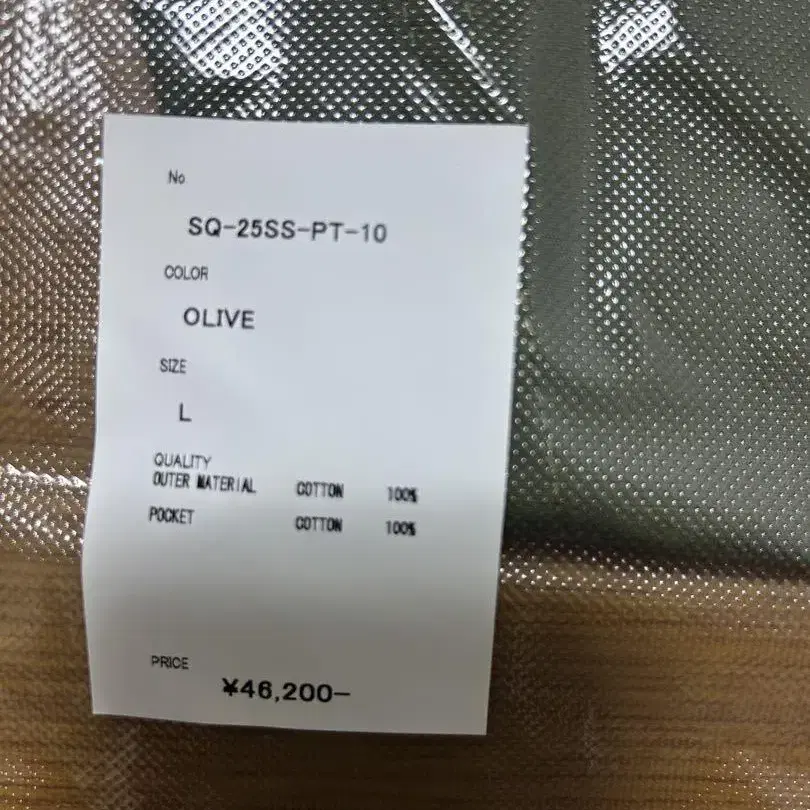 No
SQ-25SS-PT-10
COLOR
OLIVE
SIZE
L
QUALITY
OUTER MATERIAL COTTON 100%
POCKET COTTON 100%
PRICE
¥46,200-